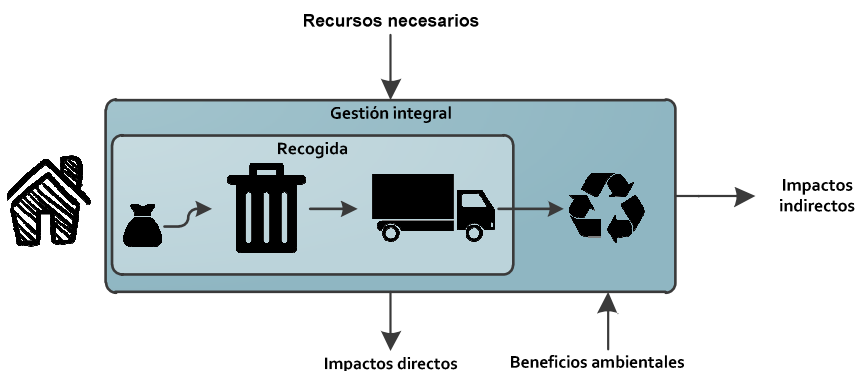 Recursos necesarios
Gestión integral
Recogida
Impactos
indirectos
Impactos directos
Beneficios ambientales